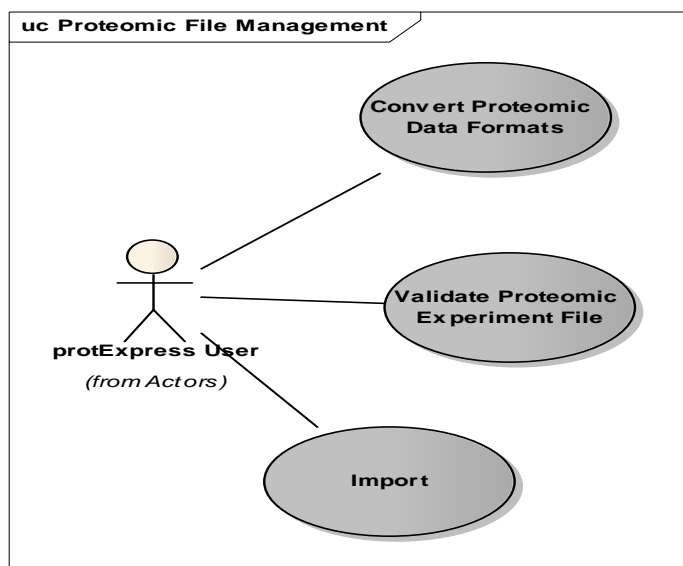 uc Proteomic File Management
Convert Proteomic
Data Formats
Validate Proteomic
Experiment File
protExpress User
(from Actors)
Import